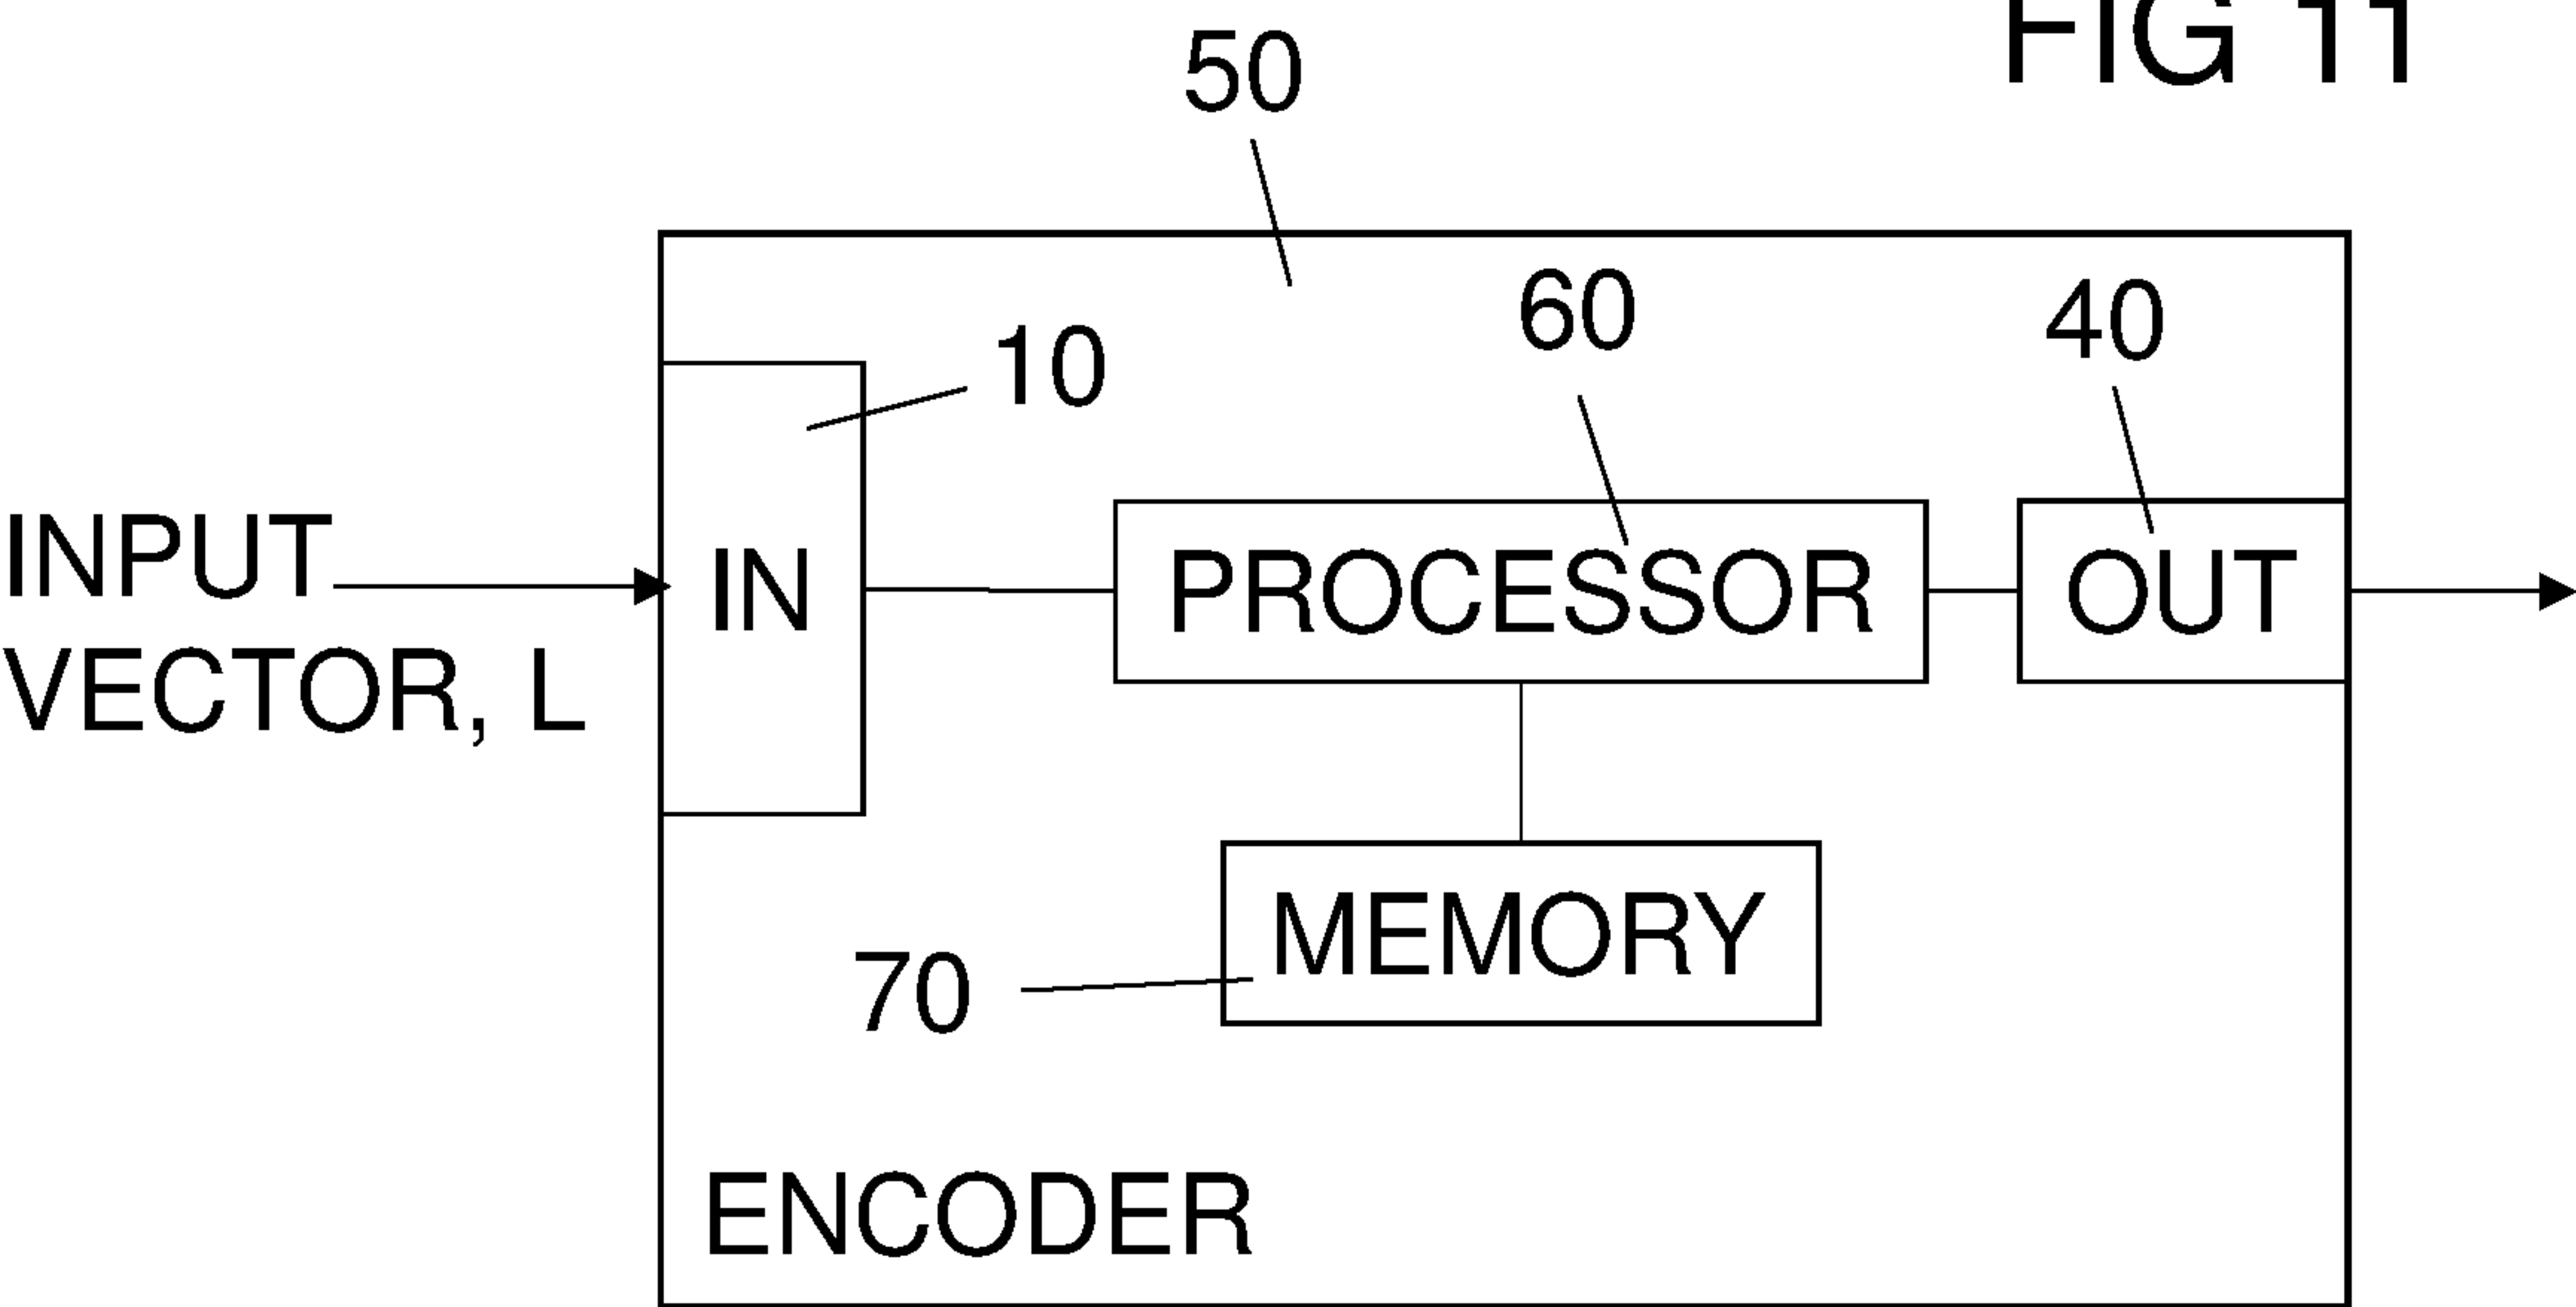 FIG 11
50
60
40
10
INPUT
VECTOR, L
IN
PROCESSOR
OUT
MEMORY
70
ENCODER